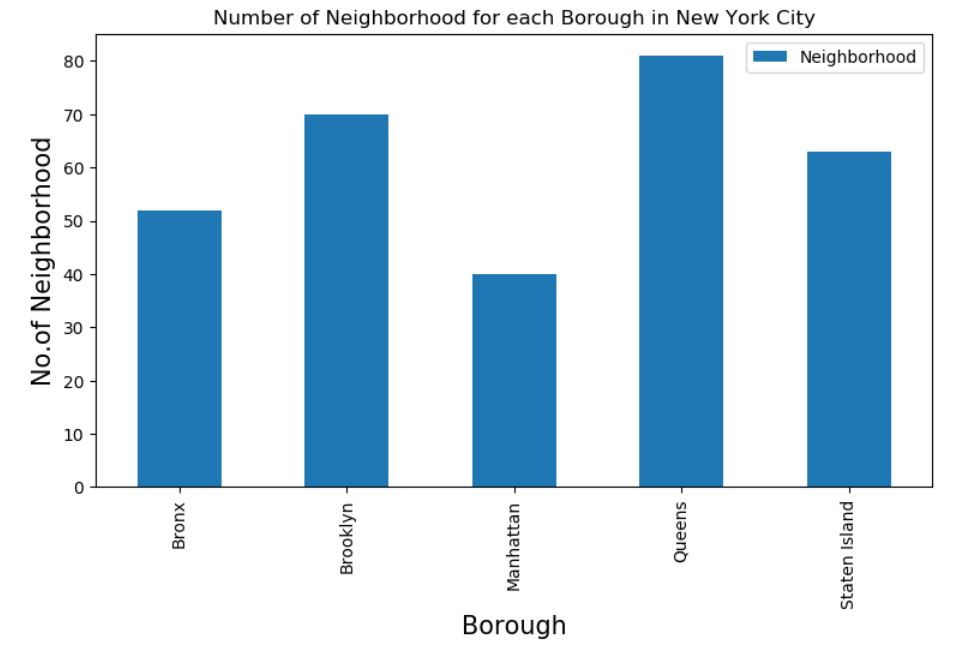 Number of Neighborhood for each Borough in New York City
Neighborhood
No.of Neighborhood
80
70
60
50
40
30
20
10
0
Bronx
Brooklyn
Manhattan
Queens
Staten Island
Borough